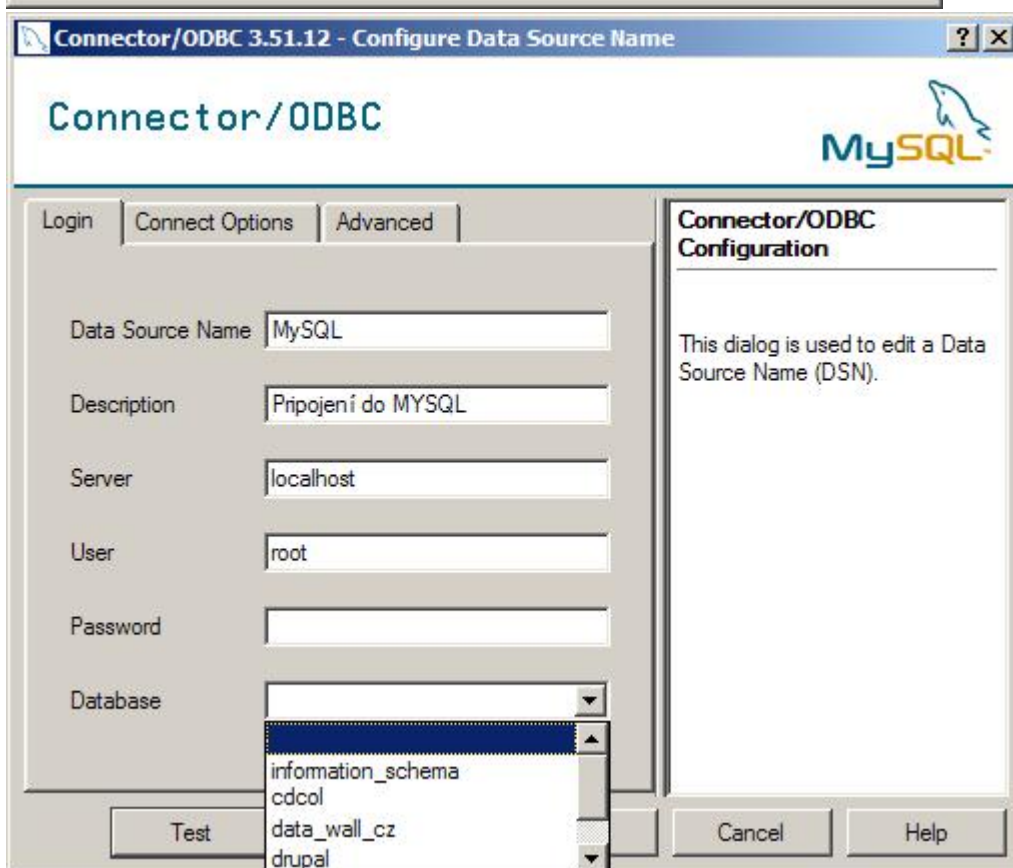 Connector/ODBC 3.51.12 - Configure Data Source Name
Connector/ODBC
MySQL
Login Connect Options Advanced
Data Source Name MySQL
Description Pripojení do MYSQL
Server localhost
User root
Password
Database
information_schema
cdcol
data_wall_cz
drupal
Test Cancel Help
Connector/ODBC
Configuration
This dialog is used to edit a Data
Source Name (DSN).